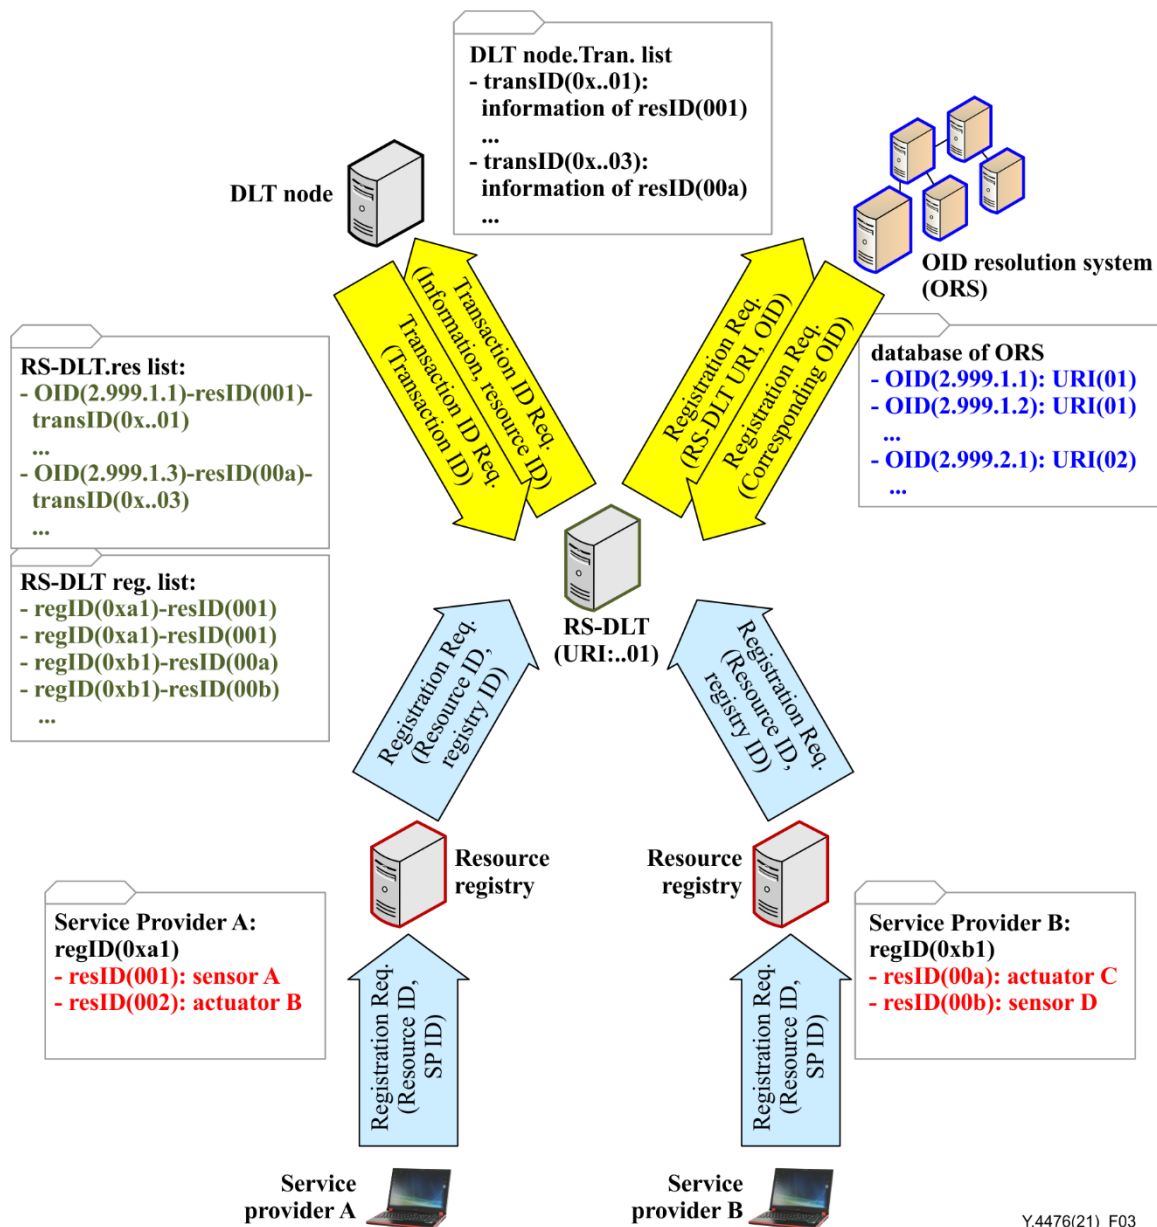 DLT node.Tran. list
- transID(0x..01):
information of resID(001)
...
- transID(0x..03):
information of resID(00a)
...
DLT node
OID resolution system
(ORS)
Transaction ID Req.
(Information, resource ID)
Transaction ID Req.
(Transaction ID)
Registration Req.
(RS-DLT URI, OID)
Registration Req.
(Corresponding OID)
RS-DLT.res list:
- OID(2.999.1.1)-resID(001)-
transID(0x..01)
...
- OID(2.999.1.3)-resID(00a)-
transID(0x..03)
...
database of ORS
- OID(2.999.1.1): URI(01)
- OID(2.999.1.2): URI(01)
...
- OID(2.999.2.1): URI(02)
...
RS-DLT reg. list:
- regID(0xa1)-resID(001)
- regID(0xa1)-resID(001)
- regID(0xb1)-resID(00a)
- regID(0xb1)-resID(00b)
...
RS-DLT
(URI:..01)
Registration Req.
(Resource ID,
registry ID)
Registration Req.
(Resource ID,
registry ID)
Resource
registry
Resource
registry
Service Provider A:
regID(0xa1)
- resID(001): sensor A
- resID(002): actuator B
Service Provider B:
regID(0xb1)
- resID(00a): actuator C
- resID(00b): sensor D
Registration Req.
(Resource ID,
SP ID)
Registration Req.
(Resource ID,
SP ID)
Service
provider A
Service
provider B
Y.4476(21)_F03